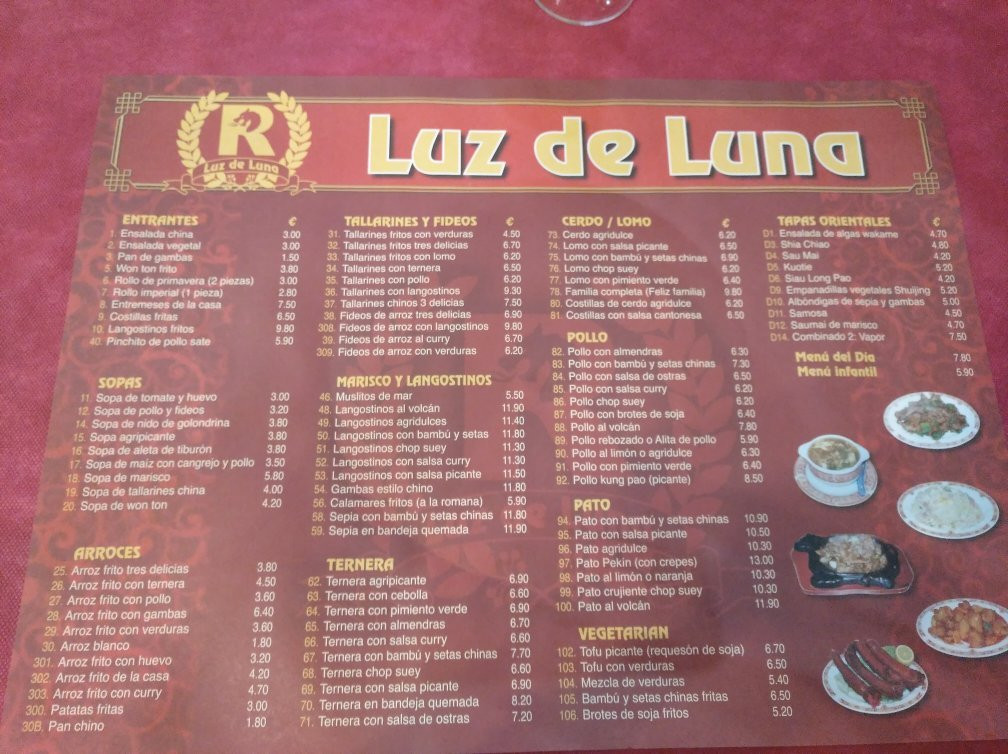 R
Luz de Luna
Luz de Luna
ENTRANTES €
1. Ensalada china 3.00
2. Ensalada vegetal 3.00
3. Pan de gambas 1.50
5. Won ton frito 3.80
6. Rollo de primavera (2 piezas) 3.00
7. Rollo imperial (1 pieza) 2.80
8. Entremeses de la casa 7.50
9. Costillas fritas 6.50
10. Langostinos fritos 9.80
40. Pinchito de pollo sate 5.90
SOPAS
11. Sopa de tomate y huevo 3.00
12. Sopa de pollo y fideos 3.20
14. Sopa de nido de golondrina 3.80
15. Sopa agripicante 3.80
16. Sopa de aleta de tiburón 3.80
17. Sopa de maíz con cangrejo y pollo 3.50
18. Sopa de marisco 5.80
19. Sopa de tallarines china 4.00
20. Sopa de won ton 4.20
ARROCES
25. Arroz frito tres delicias 3.80
26. Arroz frito con ternera 4.50
27. Arroz frito con pollo 3.60
28. Arroz frito con gambas 6.40
29. Arroz frito con verduras 3.60
30. Arroz blanco 1.80
301. Arroz frito con huevo 3.20
302. Arroz frito de la casa 4.20
303. Arroz frito con curry 4.70
300. Patatas fritas 3.00
30B. Pan chino 1.80
TALLARINES Y FIDEOS €
31. Tallarines fritos con verduras 4.50
32. Tallarines fritos tres delicias 6.70
33. Tallarines fritos con lomo 6.20
34. Tallarines con ternera 6.50
35. Tallarines con pollo 6.20
36. Tallarines con langostinos 9.30
37. Tallarines chinos 3 delicias 7.50
38. Fideos de arroz tres delicias 6.90
308. Fideos de arroz con langostinos 9.80
39. Fideos de arroz al curry 6.70
309. Fideos de arroz con verduras 6.20
MARISCO Y LANGOSTINOS
46. Muslitos de mar 5.50
48. Langostinos al volcán 11.90
49. Langostinos agridulces 11.40
50. Langostinos con bambú y setas 11.80
51. Langostinos chop suey 11.30
52. Langostinos con salsa curry 11.30
53. Langostinos con salsa picante 11.50
54. Gambas estilo chino 11.80
56. Calamares fritos (a la romana) 5.90
58. Sepia con bambú y setas chinas 11.80
59. Sepia en bandeja quemada 11.90
TERNERA
62. Ternera agripicante 6.90
63. Ternera con cebolla 6.60
64. Ternera con pimiento verde 6.90
65. Ternera con almendras 6.70
66. Ternera con salsa curry 6.60
67. Ternera con bambú y setas chinas 7.70
68. Ternera chop suey 6.60
69. Ternera con salsa picante 6.90
70. Ternera en bandeja quemada 8.20
71. Ternera con salsa de ostras 7.20
CERDO / LOMO €
73. Cerdo agridulce 6.20
74. Lomo con salsa picante 6.50
75. Lomo con bambú y setas chinas 6.90
76. Lomo chop suey 6.20
77. Lomo con pimiento verde 6.40
78. Familia completa (Feliz familia) 9.80
80. Costillas de cerdo agridulce 6.20
81. Costillas con salsa cantonesa 6.50
POLLO
82. Pollo con almendras 6.30
83. Pollo con bambú y setas chinas 7.30
84. Pollo con salsa de ostras 6.50
85. Pollo con salsa curry 6.20
86. Pollo chop suey 6.20
87. Pollo con brotes de soja 6.40
88. Pollo al volcán 7.80
89. Pollo rebozado o Alita de pollo 5.90
90. Pollo al limón o agridulce 6.30
91. Pollo con pimiento verde 6.40
92. Pollo kung pao (picante) 8.50
PATO
94. Pato con bambú y setas chinas 10.90
95. Pato con salsa picante 10.50
96. Pato agridulce 10.30
97. Pato Pekín (con crepes) 13.00
98. Pato al limón o naranja 10.30
99. Pato crujiente chop suey 10.30
100. Pato al volcán 11.90
VEGETARIAN
102. Tofu picante (requesón de soja) 6.70
103. Tofu con verduras 6.50
104. Mezcla de verduras 5.40
105. Bambú y setas chinas fritas 6.50
106. Brotes de soja fritos 5.20
TAPAS ORIENTALES €
D1. Ensalada de algas wakame 4.70
D3. Shia Chiao 4.80
D4. Sau Mai 4.20
D5. Kuotie 6.20
D6. Siau Long Pao 4.20
D9. Empanadillas vegetales Shuijing 5.20
D10. Albóndigas de sepia y gambas 5.00
D11. Samosa 4.50
D12. Saumai de marisco 4.70
D14. Combinado 2: Vapor 7.50
Menú del Día 7.80
Menú infantil 5.90